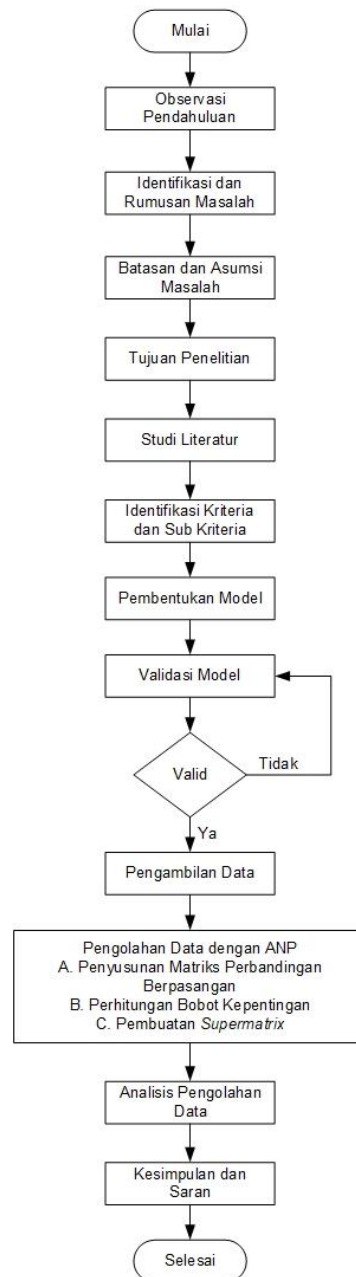 Mulai
Observasi
Pendahuluan
Identifikasi dan
Rumusan Masalah
Batasan dan Asumsi
Masalah
Tujuan Penelitian
Studi Literatur
Identifikasi Kriteria
dan Sub Kriteria
Pembentukan Model
Validasi Model
Valid
Tidak
Ya
Pengambilan Data
Pengolahan Data dengan ANP
A. Penyusunan Matriks Perbandingan
Berpasangan
B. Perhitungan Bobot Kepentingan
C. Pembuatan Supermatrix
Analisis Pengolahan
Data
Kesimpulan dan
Saran
Selesai